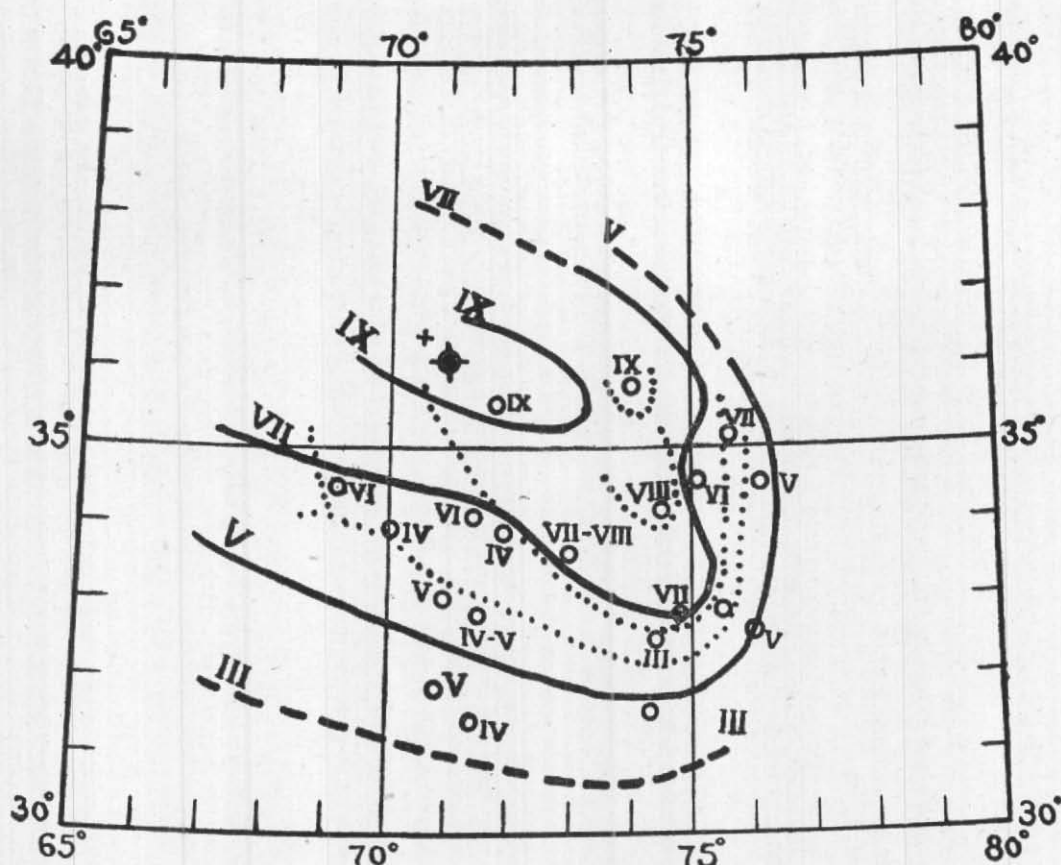 65° 70° 75° 80°
40° 40°
VII V
IX
IX IX
IX
VII VII
35° 35°
VI VIII VI V
VI IV VII-VIII
IV
V V VII
IV-V III V
III V
IV III
30° 30°
65° 70° 75° 80°